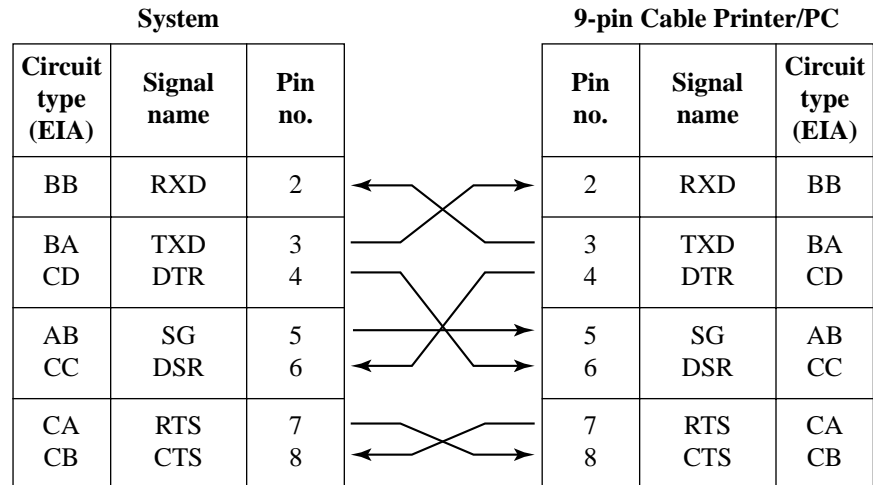 System 9-pin Cable Printer/PC
Circuit type (EIA) Signal name Pin no. Pin no. Signal name Circuit type (EIA)
BB RXD 2 2 RXD BB
BA TXD 3 3 TXD BA
CD DTR 4 4 DTR CD
AB SG 5 5 SG AB
CC DSR 6 6 DSR CC
CA RTS 7 7 RTS CA
CB CTS 8 8 CTS CB